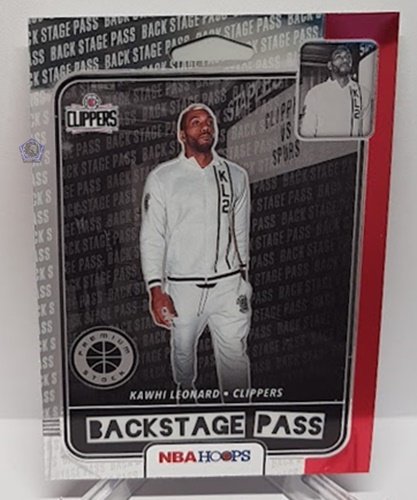 BACK STAGE PASS BACK STAGE PASS BACK STAGE PASS
CLIPPERS
CLIPPERS
VS
SPURS
KL2
KL2
PREMIUM
STOCK
KAWHI LEONARD • CLIPPERS
BACKSTAGE PASS
NBA HOOPS